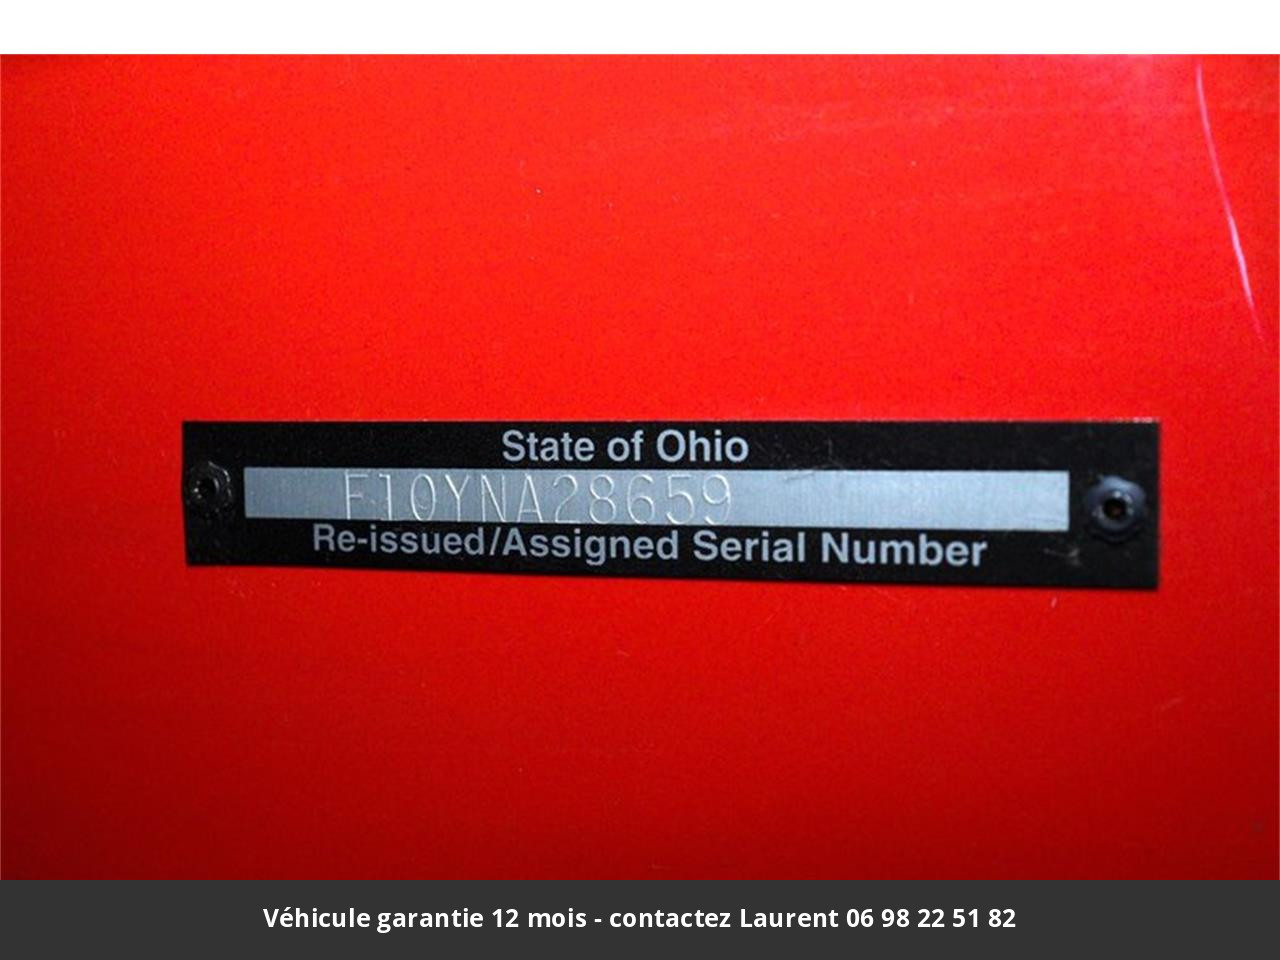 State of Ohio
F10YNA28659
Re-issued/Assigned Serial Number
Véhicule garantie 12 mois - contactez Laurent 06 98 22 51 82